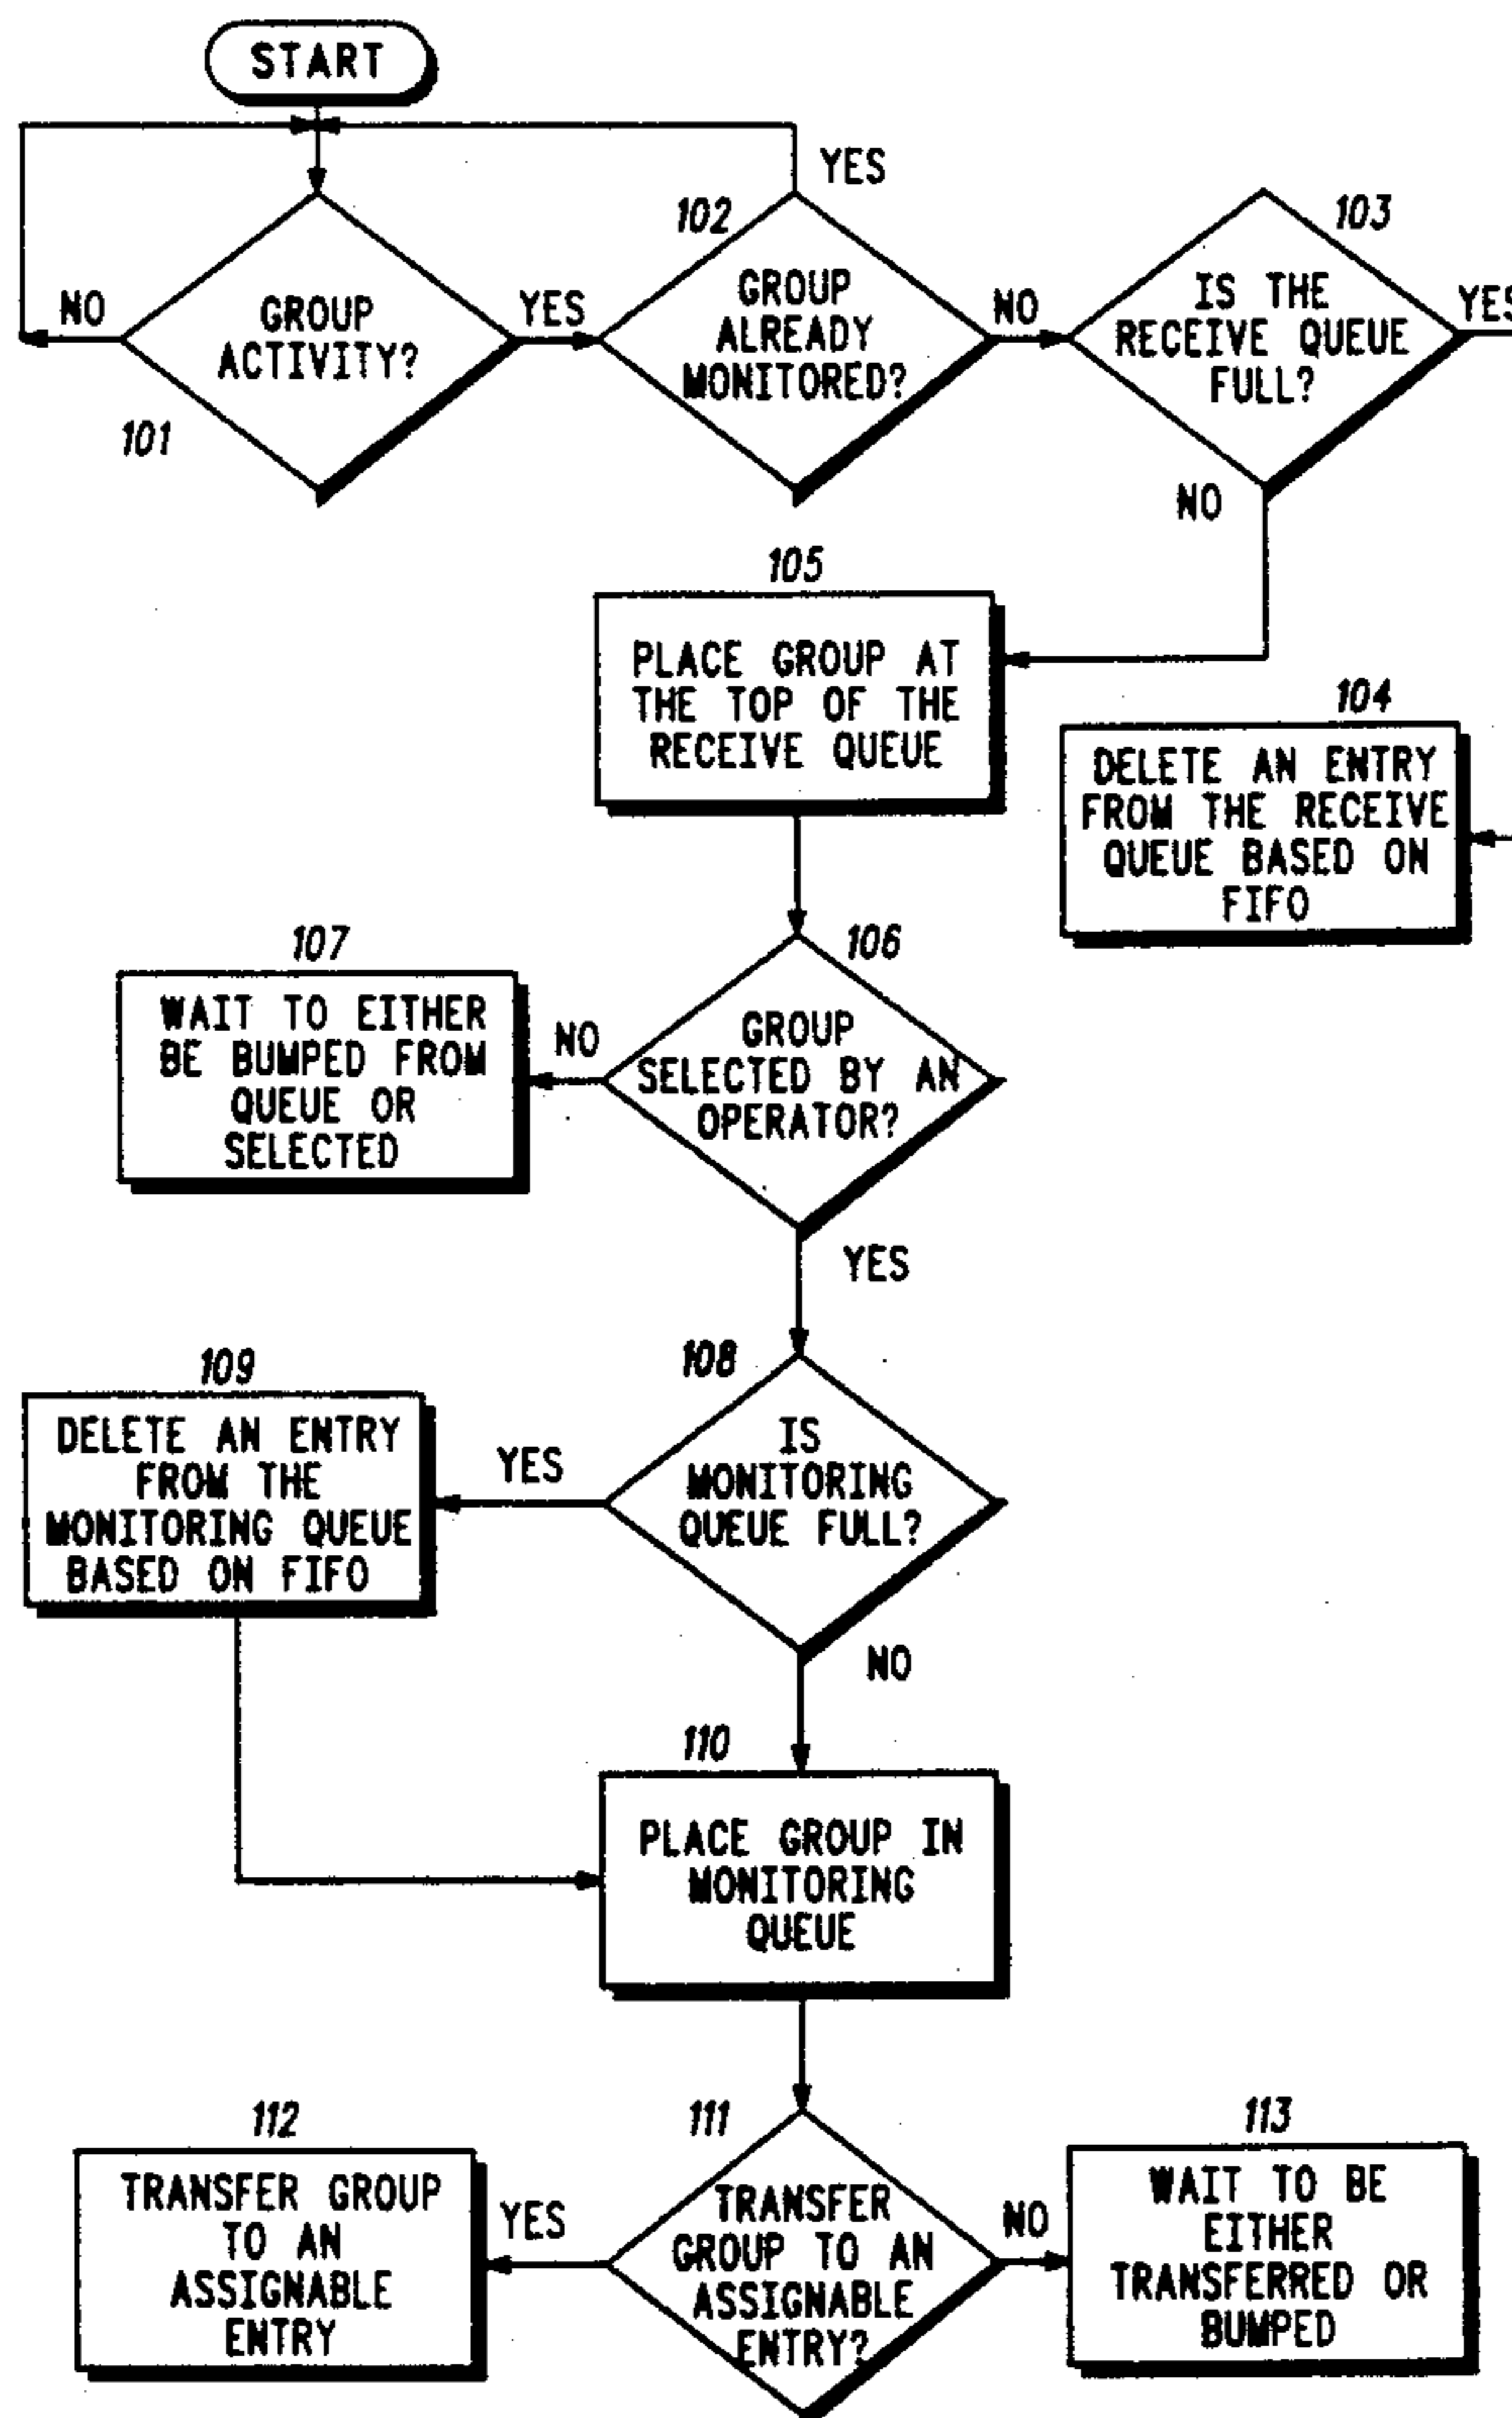 START
YES
102
103
NO
GROUP
ACTIVITY?
YES
GROUP
ALREADY
MONITORED?
NO
IS THE
RECEIVE QUEUE
FULL?
YES
101
NO
105
PLACE GROUP AT
THE TOP OF THE
RECEIVE QUEUE
104
DELETE AN ENTRY
FROM THE RECEIVE
QUEUE BASED ON
FIFO
107
WAIT TO EITHER
BE BUMPED FROM
QUEUE OR
SELECTED
NO
106
GROUP
SELECTED BY AN
OPERATOR?
YES
109
DELETE AN ENTRY
FROM THE
MONITORING QUEUE
BASED ON FIFO
YES
108
IS
MONITORING
QUEUE FULL?
NO
110
PLACE GROUP IN
MONITORING
QUEUE
112
TRANSFER GROUP
TO AN
ASSIGNABLE
ENTRY
YES
111
TRANSFER
GROUP TO AN
ASSIGNABLE
ENTRY?
NO
113
WAIT TO BE
EITHER
TRANSFERRED OR
BUMPED